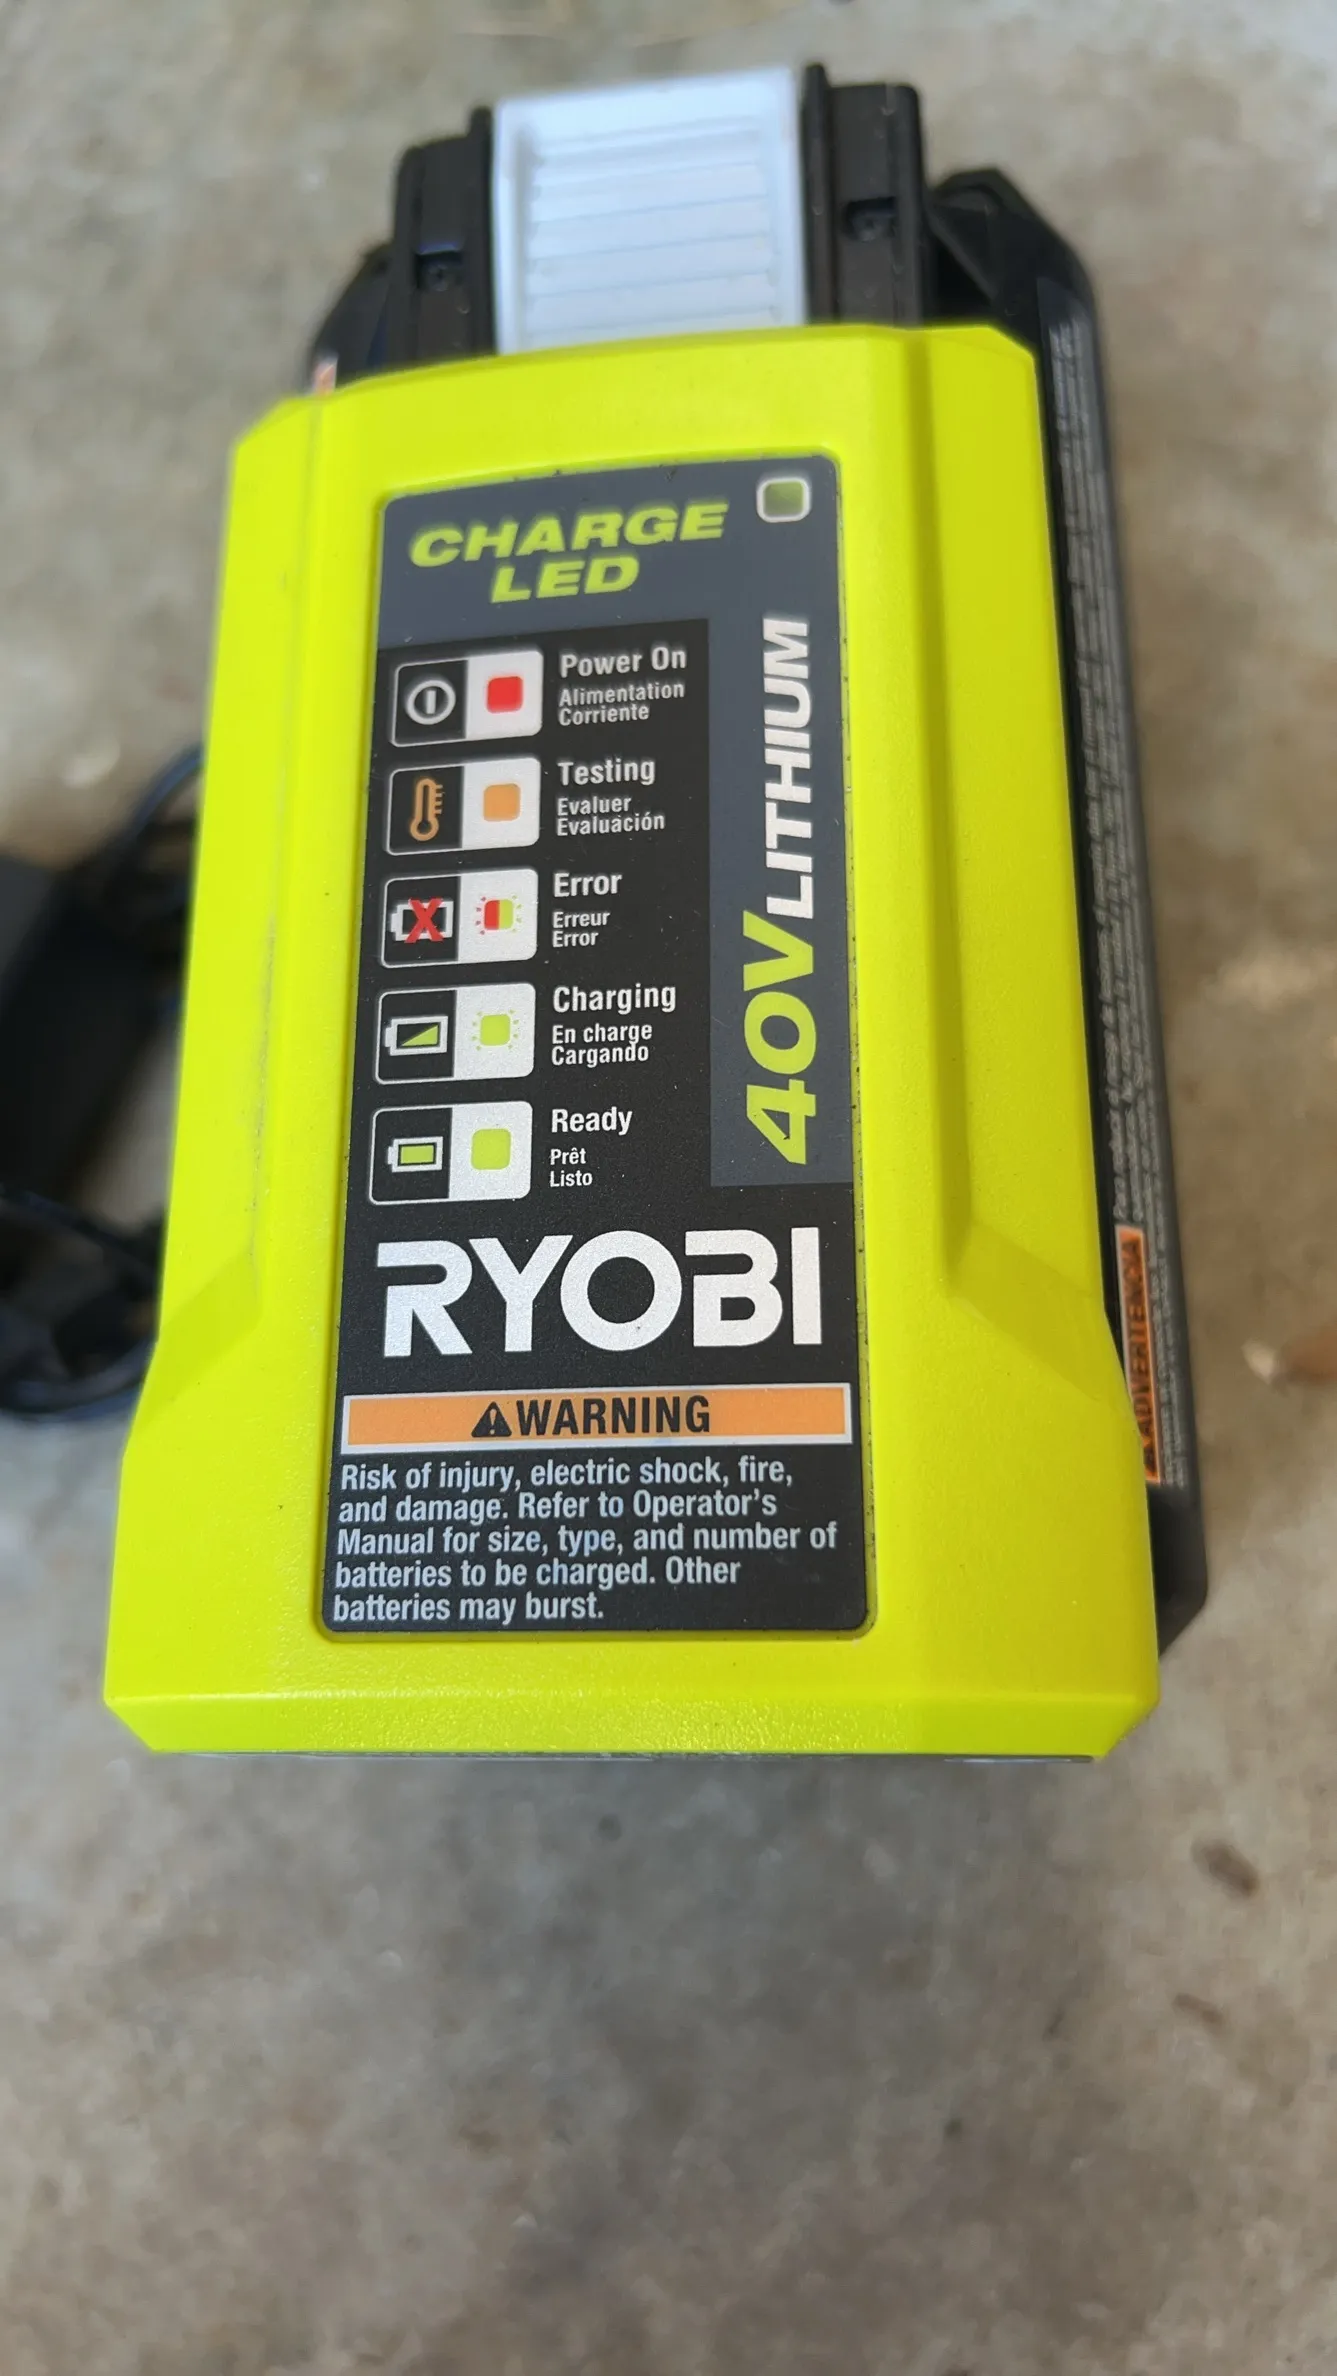 CHARGE
LED
Power On
Alimentation
Corriente
Testing
Evaluer
Evaluación
Error
Erreur
Error
Charging
En charge
Cargando
Ready
Prêt
Listo
40V LITHIUM
RYOBI
WARNING
Risk of injury, electric shock, fire,
and damage. Refer to Operator's
Manual for size, type, and number of
batteries to be charged. Other
batteries may burst.
ADVERTENCIA